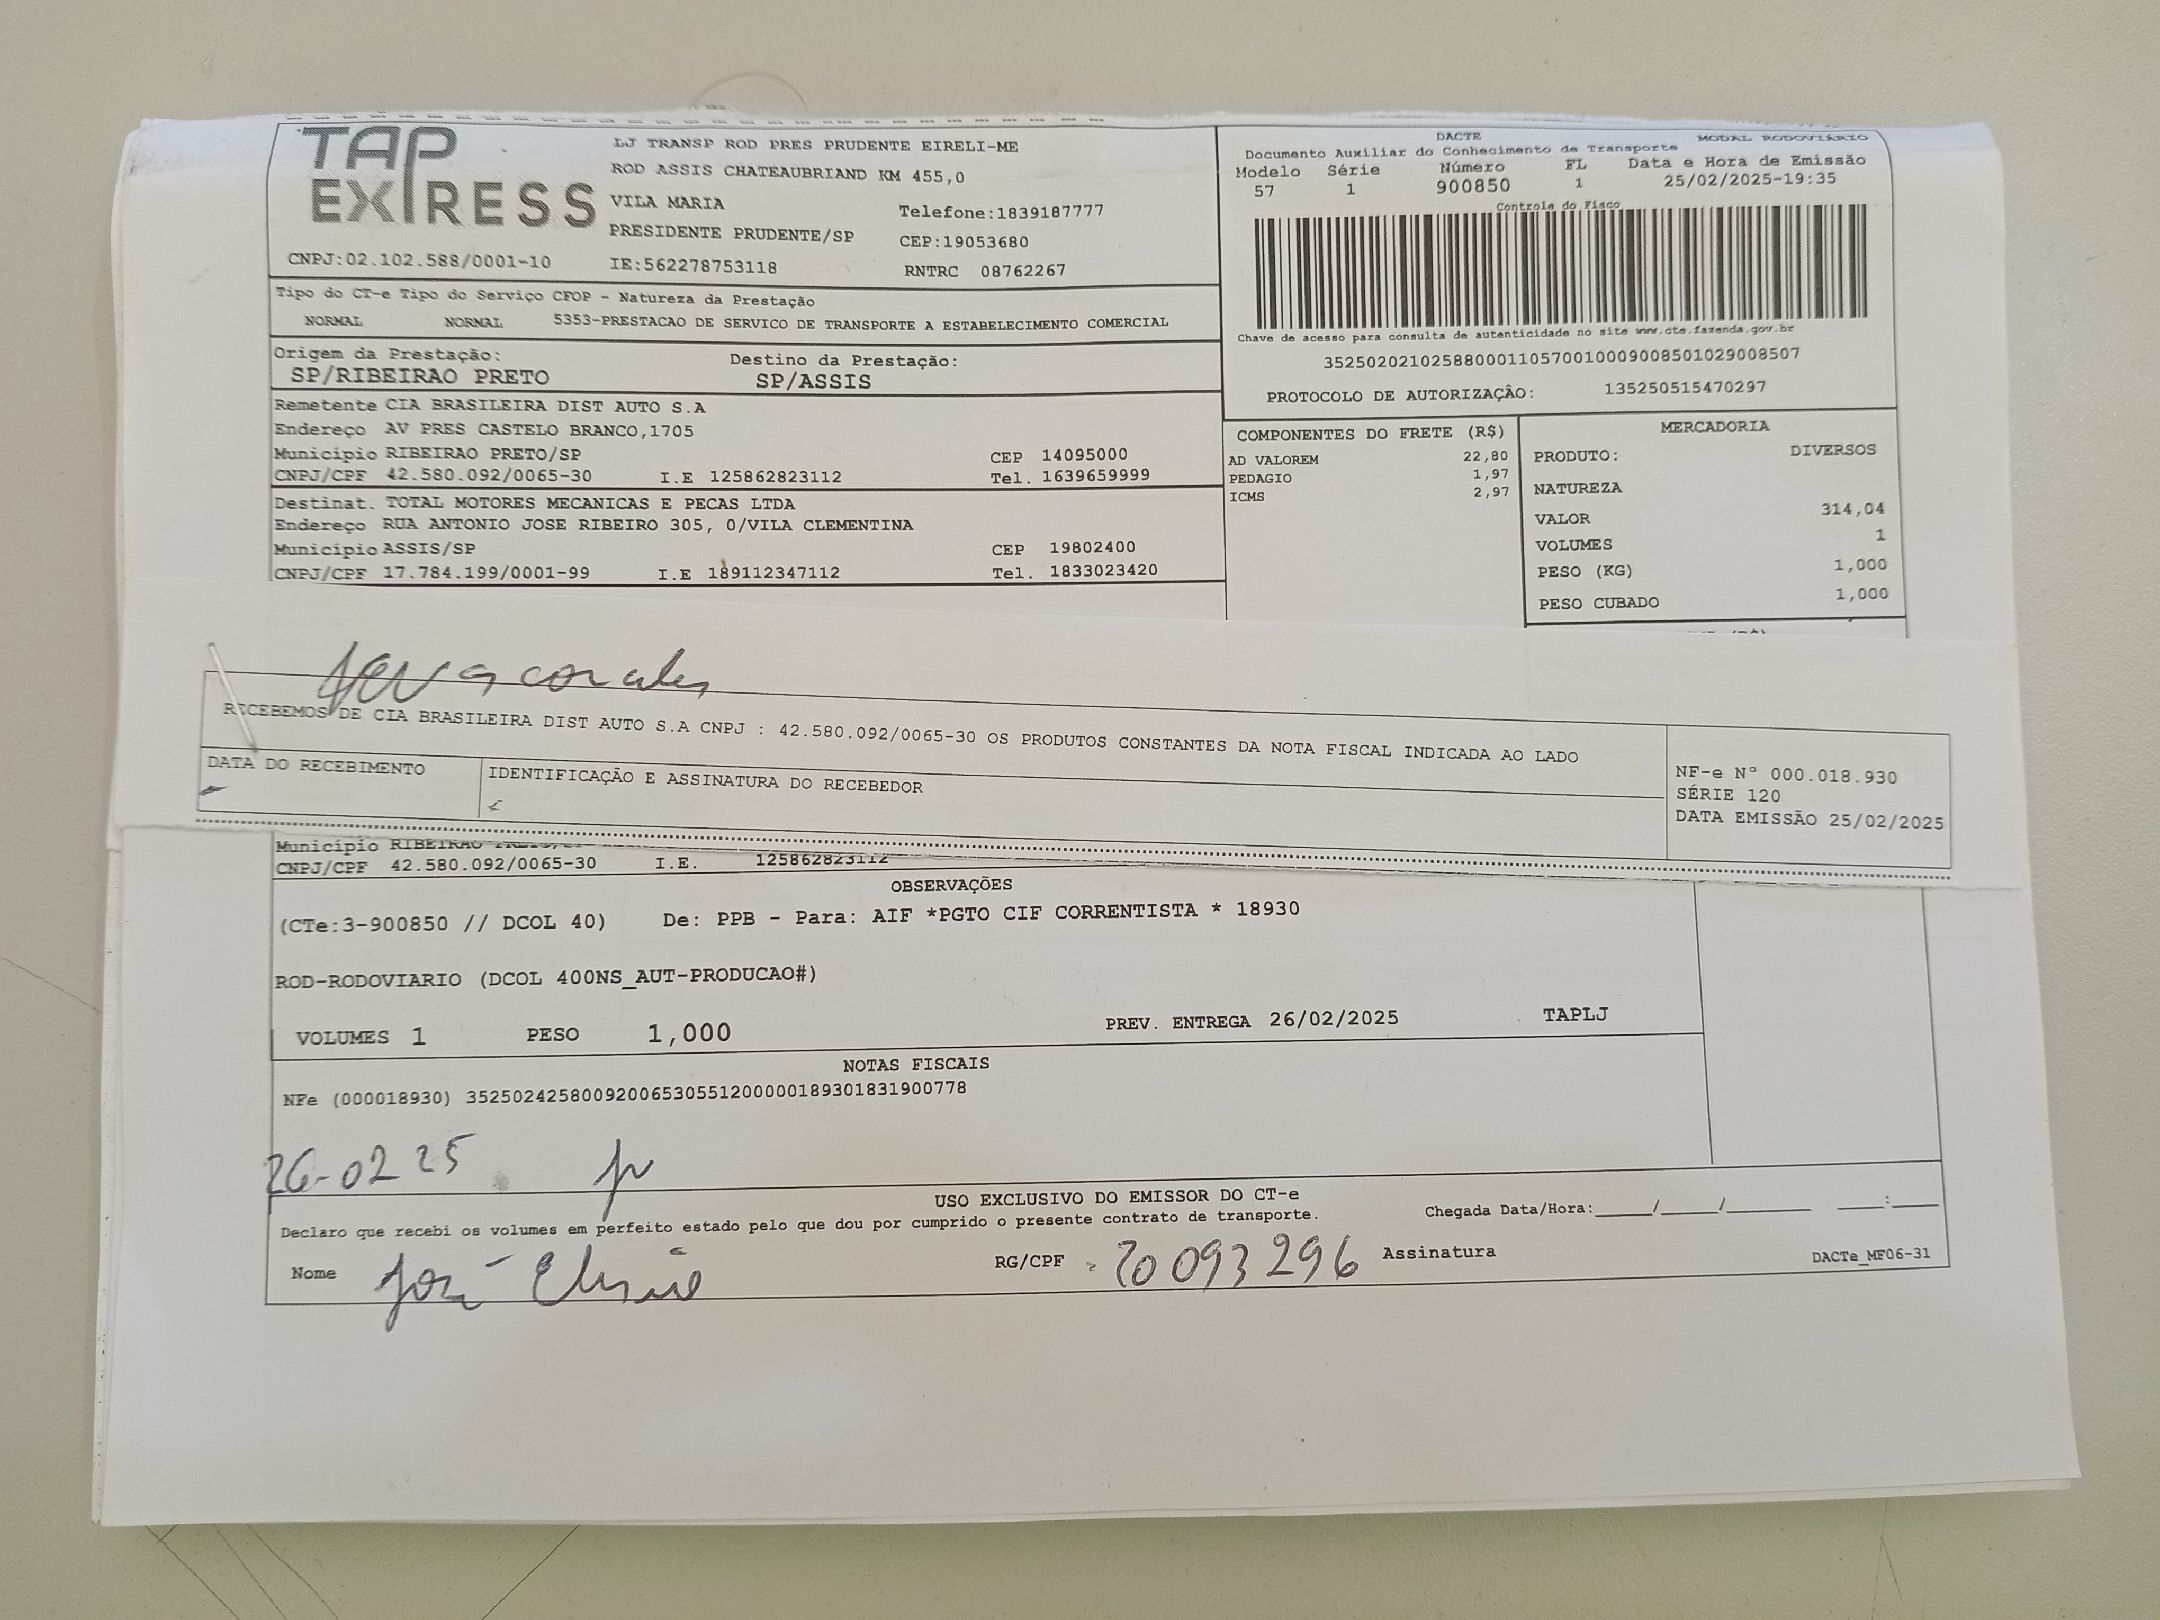 TAP EXPRESS
LJ TRANSP ROD PRES PRUDENTE EIRELI-ME
ROD ASSIS CHATEAUBRIAND KM 455,0
VILA MARIA Telefone:1839187777
PRESIDENTE PRUDENTE/SP CEP:19053680
CNPJ:02.102.588/0001-10 IE:562278753118 RNTRC 08762267
DACTE MODAL RODOVIÁRIO
Documento Auxiliar do Conhecimento de Transporte
Modelo Série Número FL Data e Hora de Emissão
57 1 900850 1 25/02/2025-19:35
Controle do Fisco
Chave de acesso para consulta de autenticidade no site www.cte.fazenda.gov.br
35250202102588000110570010009008501029008507
PROTOCOLO DE AUTORIZAÇÃO: 135250515470297
Tipo do CT-e Tipo do Serviço CFOP - Natureza da Prestação
NORMAL NORMAL 5353-PRESTACAO DE SERVICO DE TRANSPORTE A ESTABELECIMENTO COMERCIAL
Origem da Prestação: Destino da Prestação:
SP/RIBEIRAO PRETO SP/ASSIS
Remetente CIA BRASILEIRA DIST AUTO S.A
Endereço AV PRES CASTELO BRANCO,1705
Município RIBEIRAO PRETO/SP CEP 14095000
CNPJ/CPF 42.580.092/0065-30 I.E 125862823112 Tel. 1639659999
Destinat. TOTAL MOTORES MECANICAS E PECAS LTDA
Endereço RUA ANTONIO JOSE RIBEIRO 305, 0/VILA CLEMENTINA
Município ASSIS/SP CEP 19802400
CNPJ/CPF 17.784.199/0001-99 I.E 189112347112 Tel. 1833023420
COMPONENTES DO FRETE (R$)
AD VALOREM 22,80
PEDAGIO 1,97
ICMS 2,97
MERCADORIA
PRODUTO: DIVERSOS
NATUREZA
VALOR 314,04
VOLUMES 1
PESO (KG) 1,000
PESO CUBADO 1,000
RECEBEMOS DE CIA BRASILEIRA DIST AUTO S.A CNPJ : 42.580.092/0065-30 OS PRODUTOS CONSTANTES DA NOTA FISCAL INDICADA AO LADO
DATA DO RECEBIMENTO IDENTIFICAÇÃO E ASSINATURA DO RECEBEDOR
NF-e N° 000.018.930
SÉRIE 120
DATA EMISSÃO 25/02/2025
Município RIBEIRAO
CNPJ/CPF 42.580.092/0065-30 I.E. 125862823112
OBSERVAÇÕES
(CTe:3-900850 // DCOL 40) De: PPB - Para: AIF *PGTO CIF CORRENTISTA * 18930
ROD-RODOVIARIO (DCOL 400NS_AUT-PRODUCAO#)
VOLUMES 1 PESO 1,000 PREV. ENTREGA 26/02/2025 TAPLJ
NOTAS FISCAIS
NFe (000018930) 35250242580092006530551200000189301831900778
26-02 25
USO EXCLUSIVO DO EMISSOR DO CT-e
Declaro que recebi os volumes em perfeito estado pelo que dou por cumprido o presente contrato de transporte. Chegada Data/Hora:____/____/______ ____:____
Nome José RG/CPF 20093296 Assinatura DACTe_MF06-31